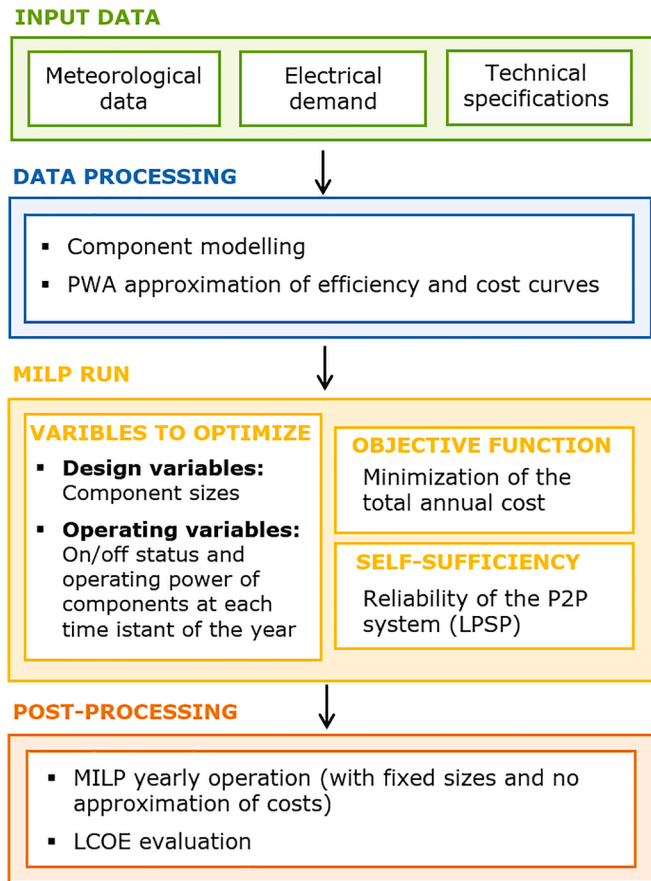 INPUT DATA
Meteorological
data
Electrical
demand
Technical
specifications
DATA PROCESSING
▪ Component modelling
▪ PWA approximation of efficiency and cost curves
MILP RUN
VARIBLES TO OPTIMIZE
▪ Design variables:
Component sizes
▪ Operating variables:
On/off status and
operating power of
components at each
time istant of the year
OBJECTIVE FUNCTION
Minimization of the
total annual cost
SELF-SUFFICIENCY
Reliability of the P2P
system (LPSP)
POST-PROCESSING
▪ MILP yearly operation (with fixed sizes and no
approximation of costs)
▪ LCOE evaluation